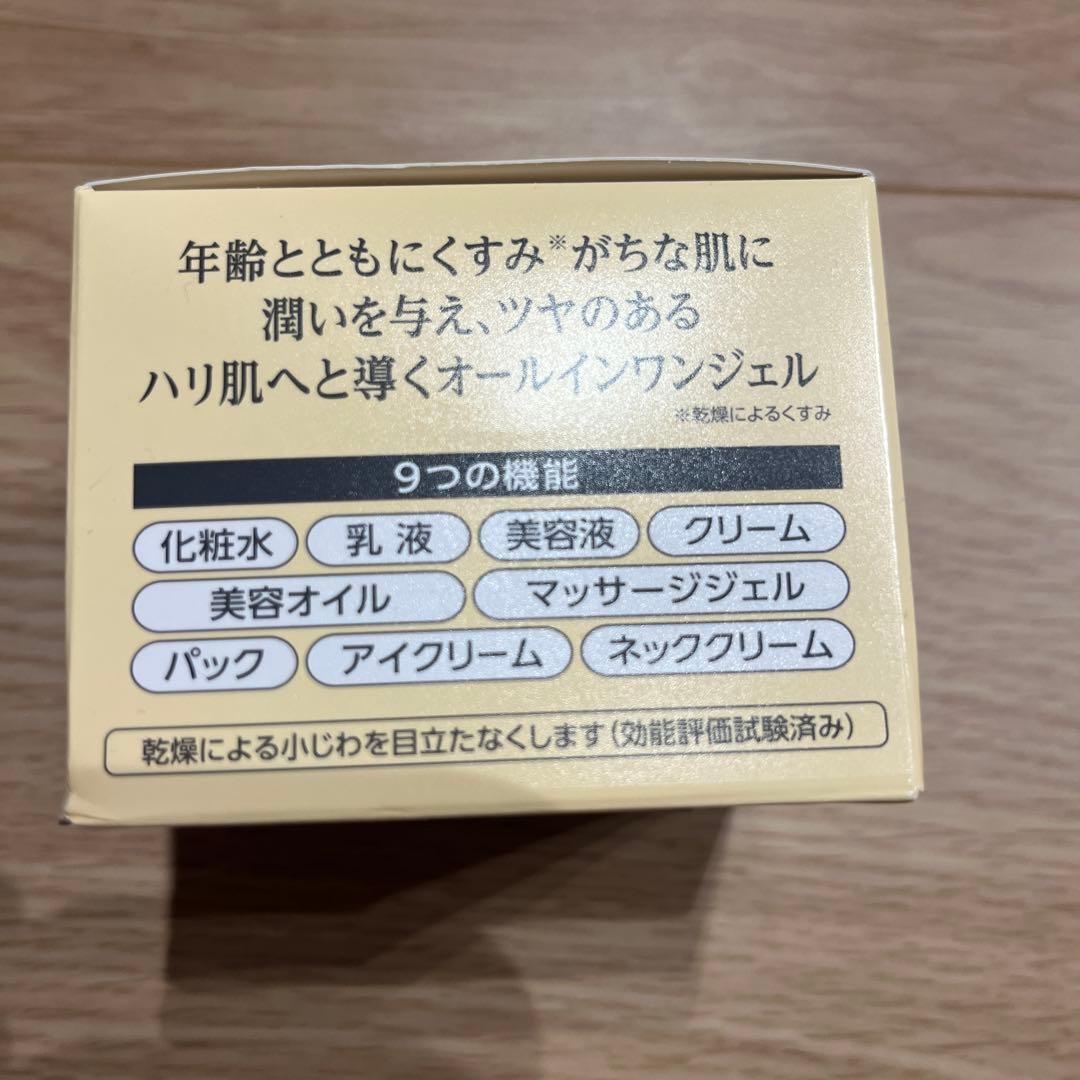 年齢とともにくすみ※がちな肌に
潤いを与え、ツヤのある
ハリ肌へと導くオールインワンジェル
※乾燥によるくすみ
9つの機能
化粧水 乳液 美容液 クリーム
美容オイル マッサージジェル
パック アイクリーム ネッククリーム
乾燥による小じわを目立たなくします(効能評価試験済み)